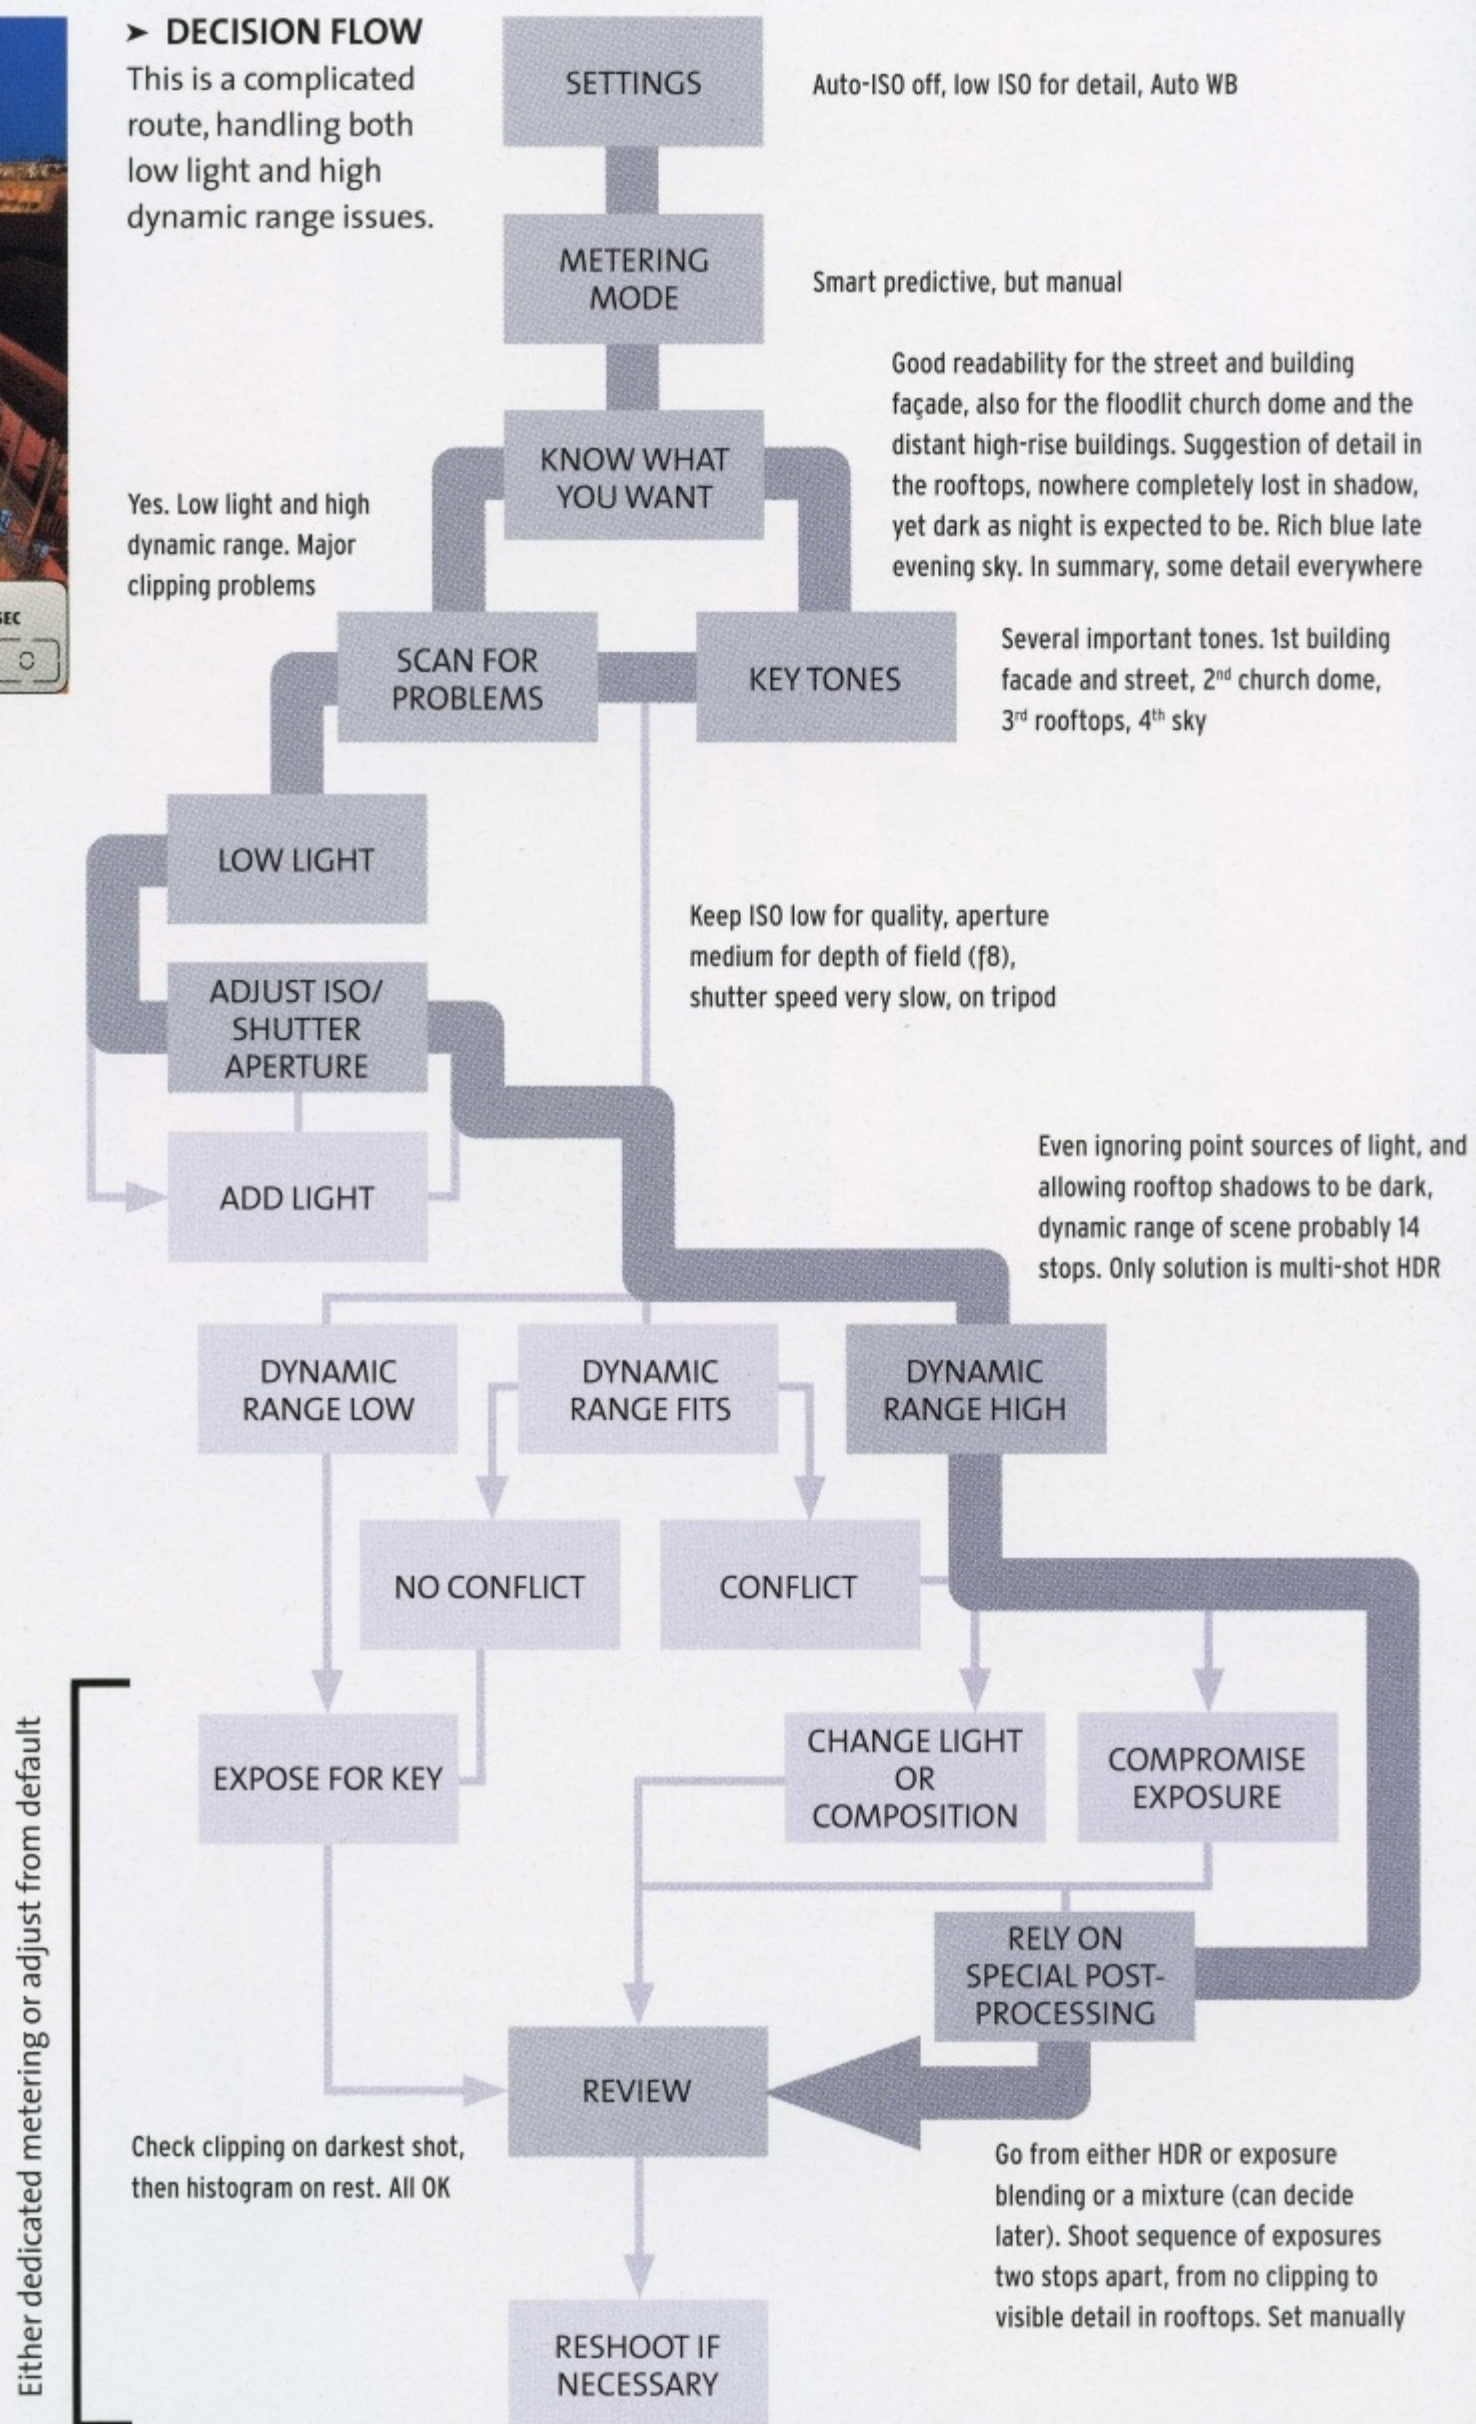 ➤ DECISION FLOW
This is a complicated
route, handling both
low light and high
dynamic range issues.
SETTINGS
Auto-ISO off, low ISO for detail, Auto WB
METERING
MODE
Smart predictive, but manual
KNOW WHAT
YOU WANT
Good readability for the street and building
façade, also for the floodlit church dome and the
distant high-rise buildings. Suggestion of detail in
the rooftops, nowhere completely lost in shadow,
yet dark as night is expected to be. Rich blue late
evening sky. In summary, some detail everywhere
Yes. Low light and high
dynamic range. Major
clipping problems
SEC
SCAN FOR
PROBLEMS
KEY TONES
Several important tones. 1st building
facade and street, 2nd church dome,
3rd rooftops, 4th sky
LOW LIGHT
Keep ISO low for quality, aperture
medium for depth of field (f8),
shutter speed very slow, on tripod
ADJUST ISO/
SHUTTER
APERTURE
ADD LIGHT
Even ignoring point sources of light, and
allowing rooftop shadows to be dark,
dynamic range of scene probably 14
stops. Only solution is multi-shot HDR
DYNAMIC
RANGE LOW
DYNAMIC
RANGE FITS
DYNAMIC
RANGE HIGH
NO CONFLICT
CONFLICT
EXPOSE FOR KEY
CHANGE LIGHT
OR
COMPOSITION
COMPROMISE
EXPOSURE
RELY ON
SPECIAL POST-
PROCESSING
REVIEW
Check clipping on darkest shot,
then histogram on rest. All OK
Go from either HDR or exposure
blending or a mixture (can decide
later). Shoot sequence of exposures
two stops apart, from no clipping to
visible detail in rooftops. Set manually
RESHOOT IF
NECESSARY
Either dedicated metering or adjust from default